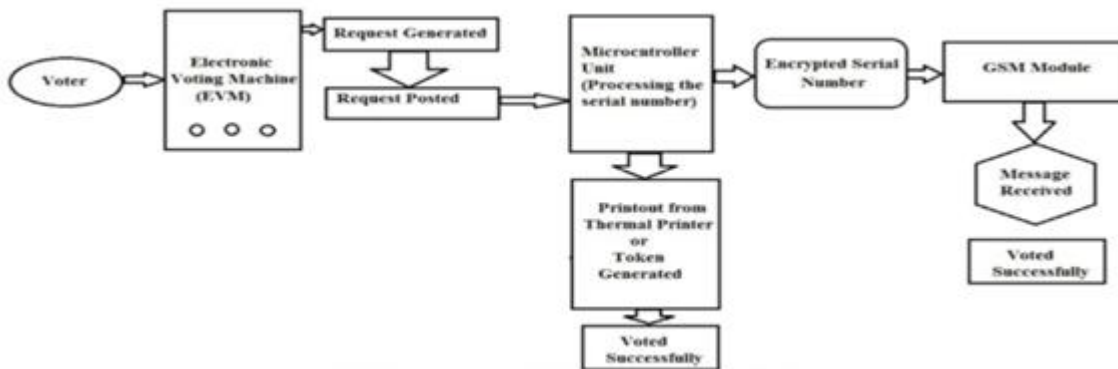 Voter
Electronic
Voting Machine
(EVM)
Request Generated
Request Posted
Microcntroller
Unit
(Processing the
serial number)
Encrypted Serial
Number
GSM Module
Message
Received
Voted
Successfully
Printout from
Thermal Printer
or
Token
Generated
Voted
Successfully